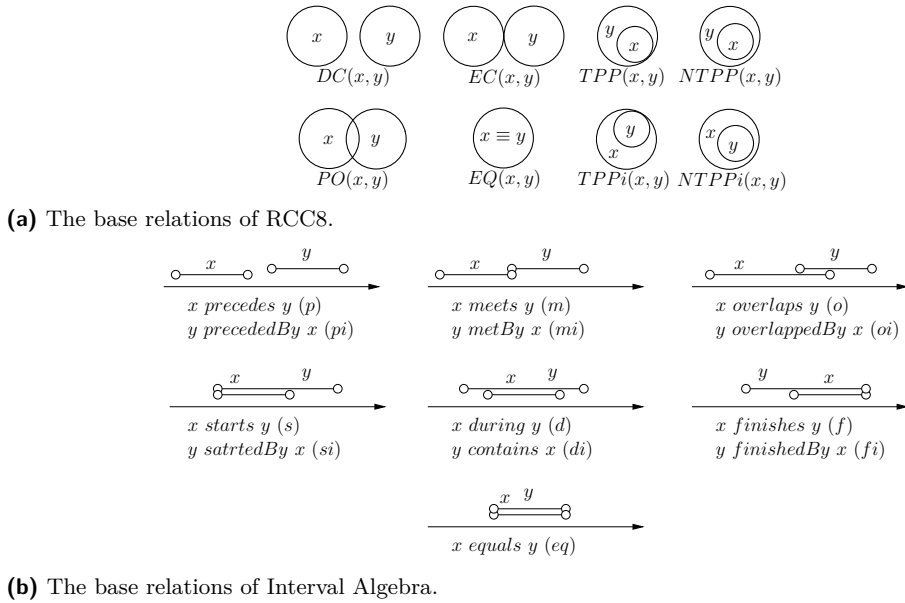 x y x y y x y x
DC(x, y) EC(x, y) TPP(x, y) NTPP(x, y)
x y x ≡ y y x x y
PO(x, y) EQ(x, y) TPPi(x, y) NTPPi(x, y)
(a) The base relations of RCC8.
x y x y x y
x precedes y (p) x meets y (m) x overlaps y (o)
y precededBy x (pi) y metBy x (mi) y overlappedBy x (oi)
x y x y y x
x starts y (s) x during y (d) x finishes y (f)
y satrtedBy x (si) y contains x (di) y finishedBy x (fi)
x y
x equals y (eq)
(b) The base relations of Interval Algebra.